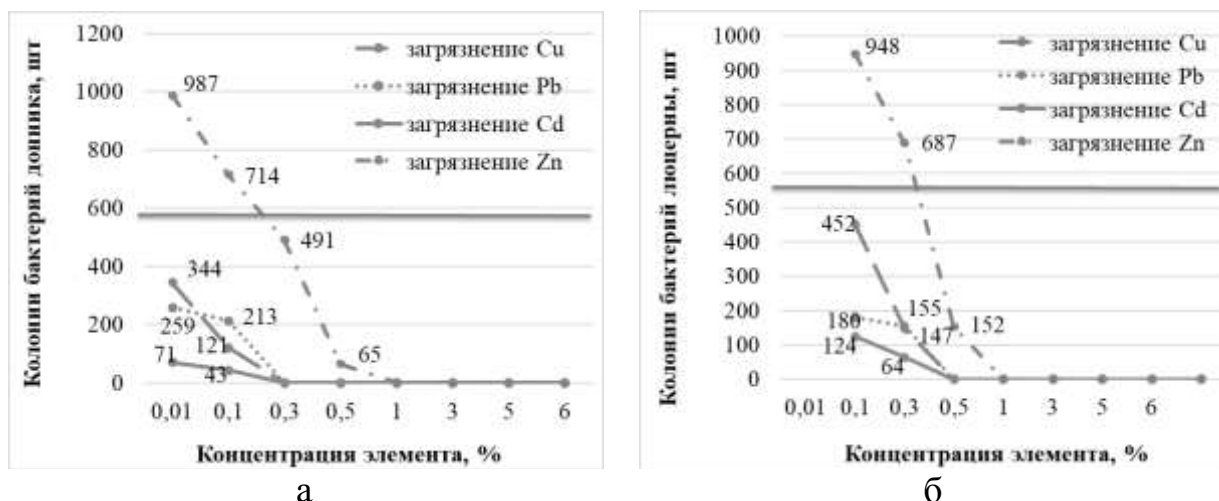 Колонии бактерий донника, шт
1200
1000
800
600
400
200
0
загрязнение Cu
загрязнение Pb
загрязнение Cd
загрязнение Zn
987
714
491
344
259
213
121
71
43
65
0,01 0,1 0,3 0,5 1 3 5 6
Концентрация элемента, %
а
Колонии бактерий люцерны, шт
1000
900
800
700
600
500
400
300
200
100
0
загрязнение Cu
загрязнение Pb
загрязнение Cd
загрязнение Zn
948
687
452
180
155
147
152
124
64
0,01 0,1 0,3 0,5 1 3 5 6
Концентрация элемента, %
б